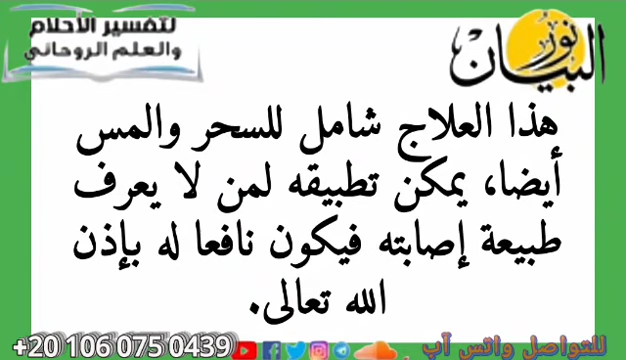 لتفسير الأحلام
والعلم الروحاني
نور
البيان
هذا العلاج شامل للسحر والمس
أيضا، يمكن تطبيقه لمن لا يعرف
طبيعة إصابته فيكون نافعا له بإذن
الله تعالى.
+20 106 075 0439
للتواصل واتس آب